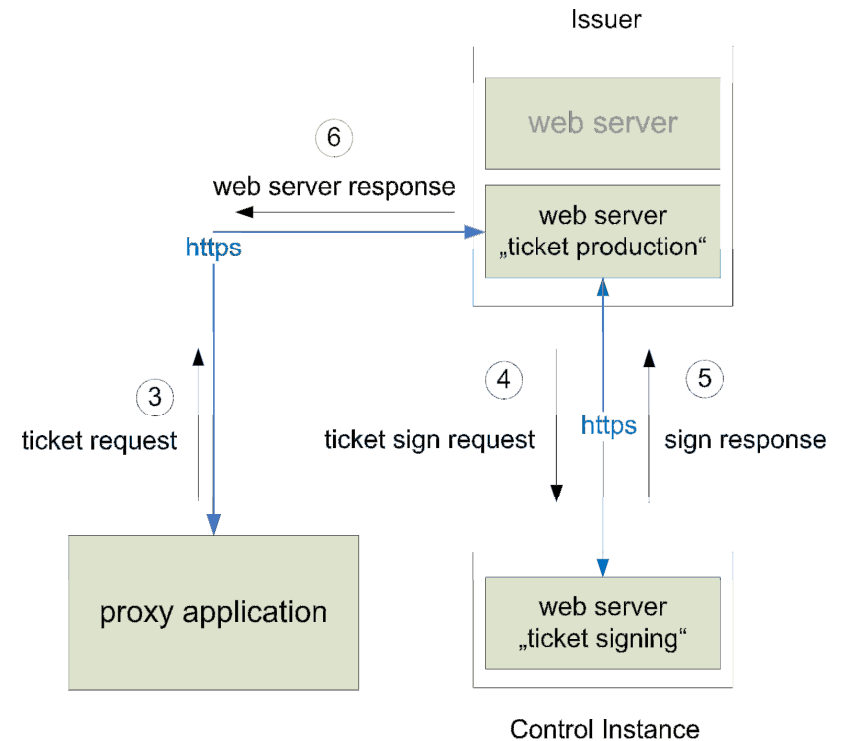 Issuer
web server
6
web server response
web server
„ticket production“
https
3
4
5
ticket request
ticket sign request
https
sign response
proxy application
web server
„ticket signing“
Control Instance